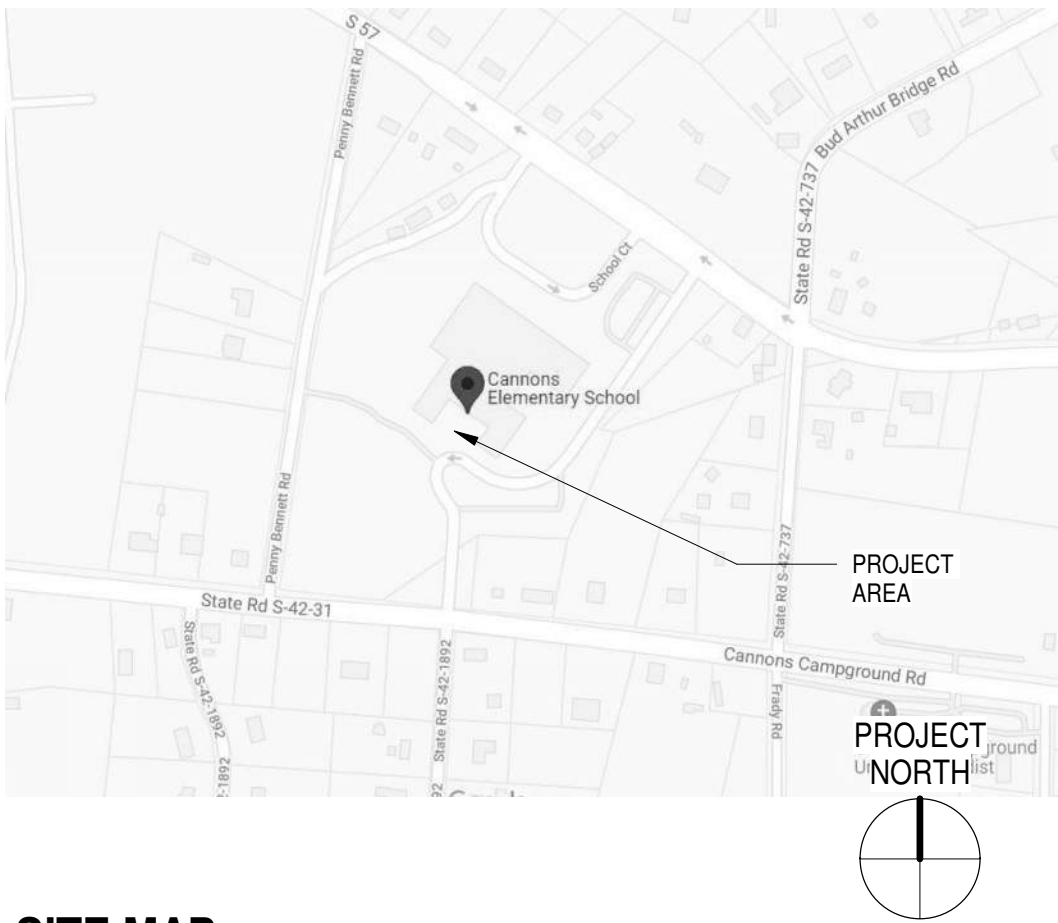 S 57
Penny Bennett Rd
Bud Arthur Bridge Rd
State Rd S-42-737
School Ct
Cannons
Elementary School
Penny Bennett Rd
State Rd S-42-737
PROJECT
AREA
State Rd S-42-31
State Rd S-42-1892
State Rd S-42-1892
Cannons Campground Rd
Frady Rd
PROJECT
NORTH
SITE MAP